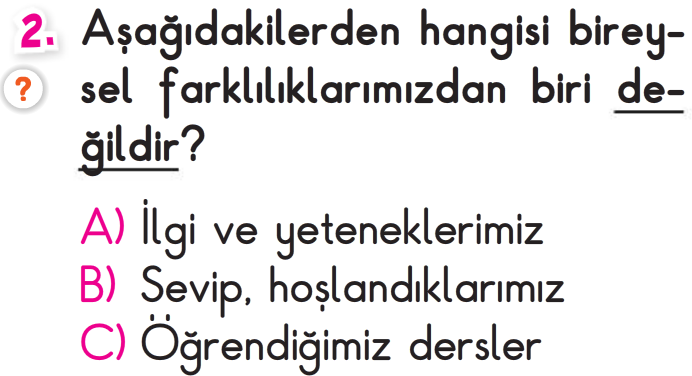 2. Aşağıdakilerden hangisi birey-
? sel farklılıklarımızdan biri de-
ğildir?
A) İlgi ve yeteneklerimiz
B) Sevip, hoşlandıklarımız
C) Öğrendiğimiz dersler